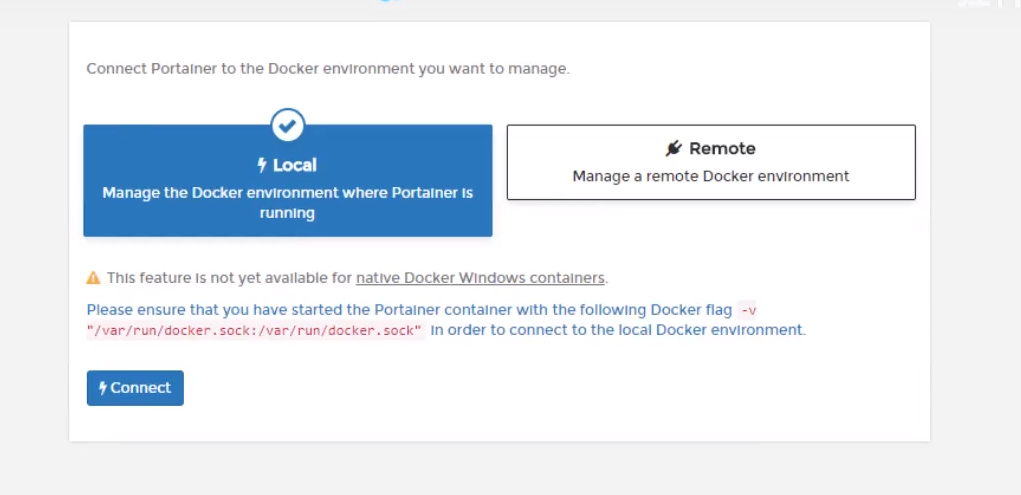 Connect Portainer to the Docker environment you want to manage.
Local
Manage the Docker environment where Portainer is
running
Remote
Manage a remote Docker environment
This feature is not yet available for native Docker Windows containers.
Please ensure that you have started the Portainer container with the following Docker flag -v
"/var/run/docker.sock:/var/run/docker.sock" in order to connect to the local Docker environment.
Connect